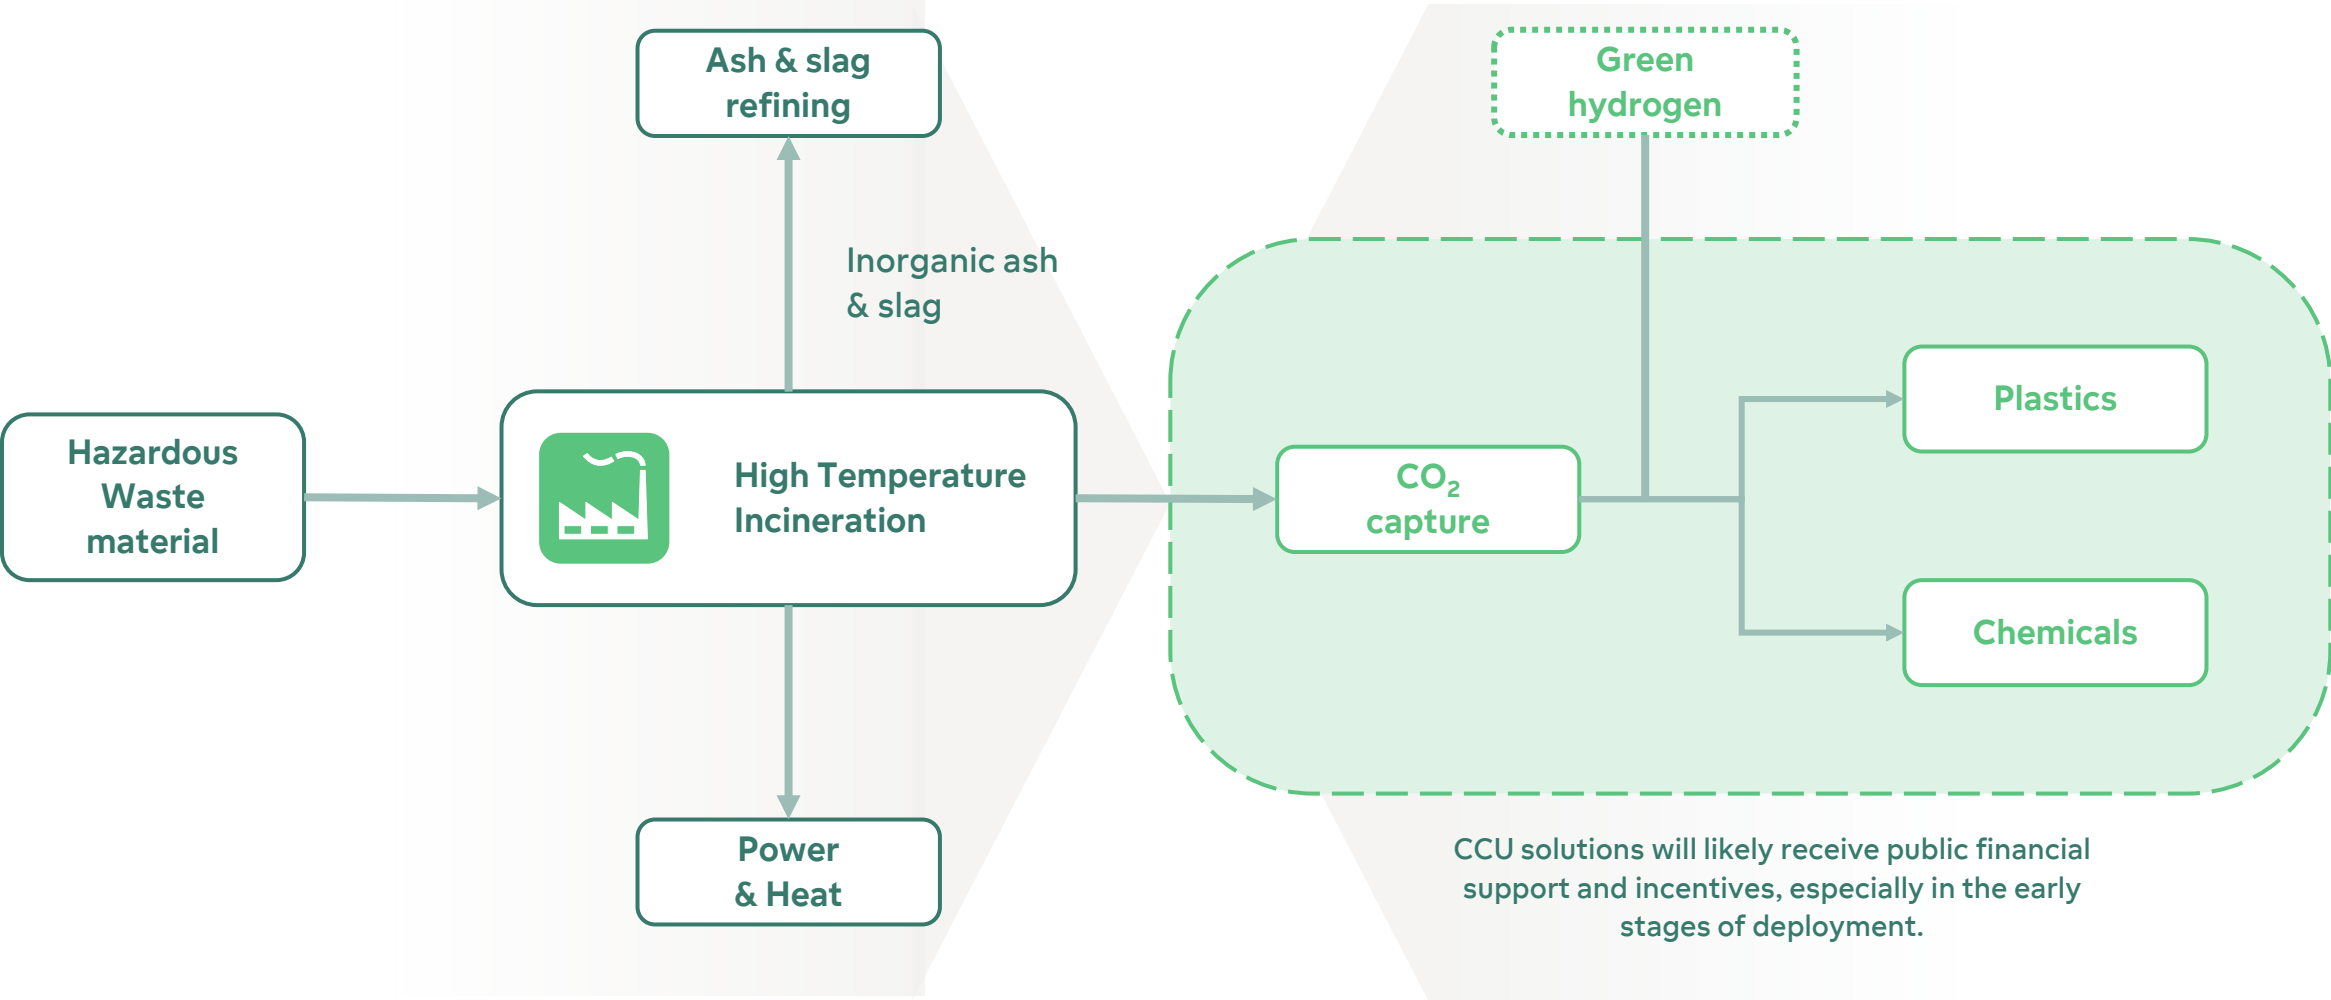 Ash & slag
refining
Green
hydrogen
Inorganic ash
& slag
Hazardous
Waste
material
High Temperature
Incineration
CO₂
capture
Plastics
Chemicals
Power
& Heat
CCU solutions will likely receive public financial
support and incentives, especially in the early
stages of deployment.